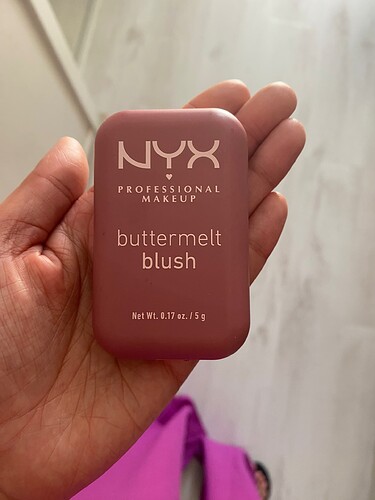 NYX
PROFESSIONAL
MAKEUP
buttermelt
blush
Net Wt. 0.17 oz. / 5 g